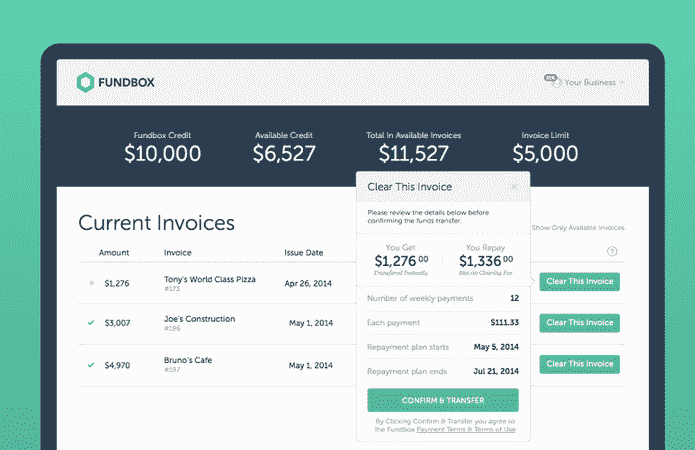 FUNDBOX
Your Business
Fundbox Credit
$10,000
Available Credit
$6,527
Total In Available Invoices
$11,527
Invoice Limit
$5,000
Current Invoices
Show Only Available Invoices
Amount Invoice Issue Date
?
$1,276 Tony's World Class Pizza Apr 26, 2014 Clear This Invoice
#173
$3,007 Joe's Construction May 1, 2014 Clear This Invoice
#196
$4,970 Bruno's Cafe May 1, 2014 Clear This Invoice
#197
Clear This Invoice ×
Please review the details below before
confirming the funds transfer.
You Get
$1,276 00
Transferred Instantly
You Repay
$1,336 00
Clearing Fee
Number of weekly payments 12
Each payment $111.33
Repayment plan starts May 5, 2014
Repayment plan ends Jul 21, 2014
CONFIRM & TRANSFER
By Clicking Confirm & Transfer you agree to
the Fundbox Payment Terms & Terms of Use